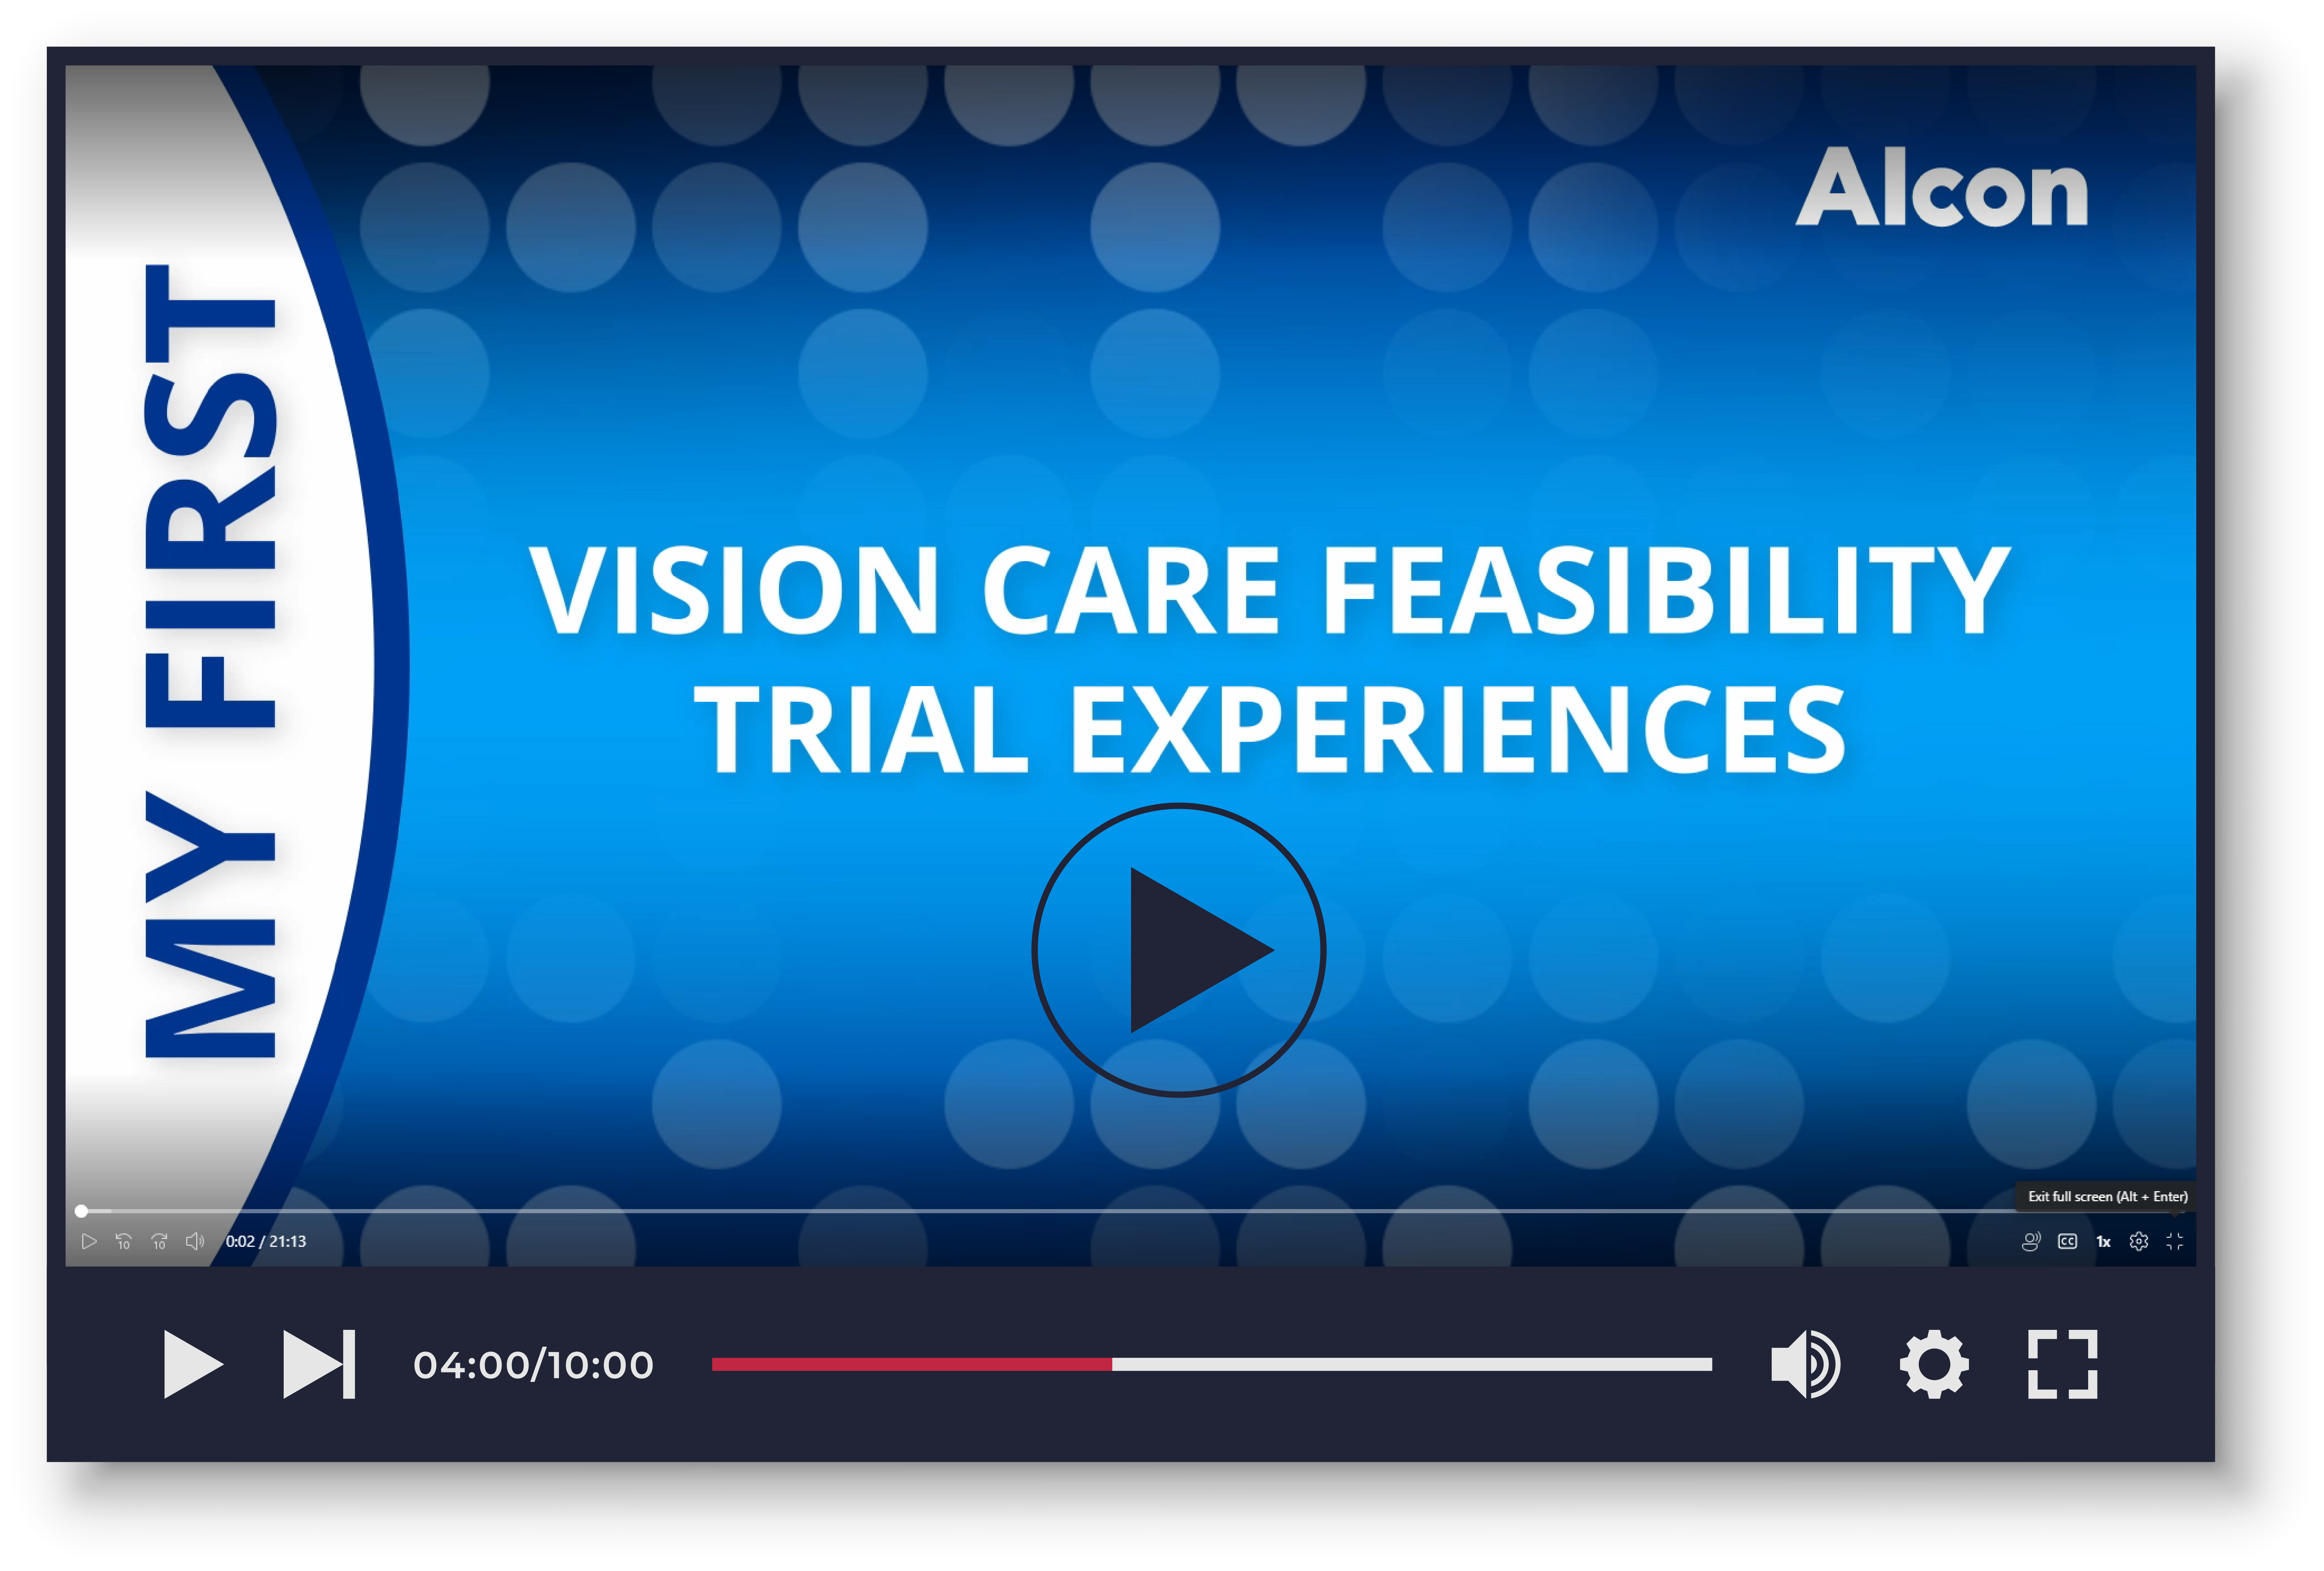 Alcon
MY FIRST
VISION CARE FEASIBILITY
TRIAL EXPERIENCES
Exit full screen (Alt + Enter)
10
10
0:02 / 21:13
CC
1x
04:00/10:00